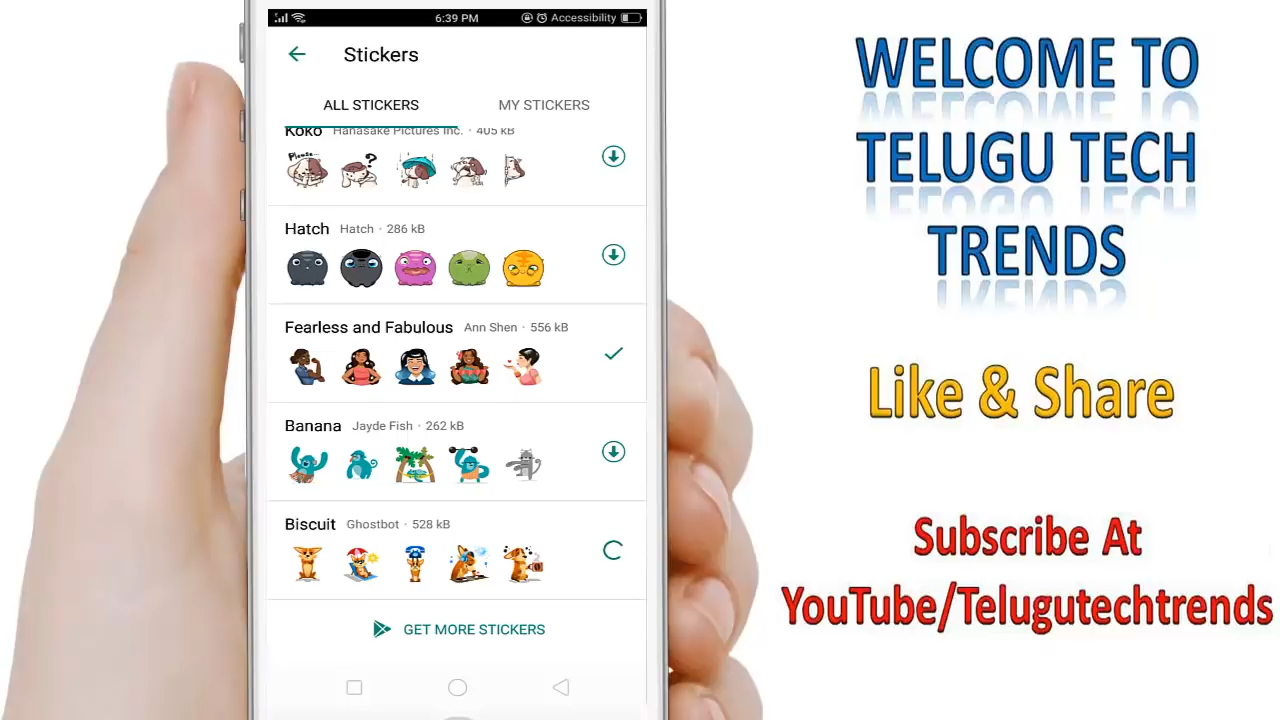 6:39 PM Accessibility
Stickers
ALL STICKERS MY STICKERS
Koko Hanasake Pictures Inc. · 405 kB
Please...
?
Hatch Hatch · 286 kB
Fearless and Fabulous Ann Shen · 556 kB
Banana Jayde Fish · 262 kB
Biscuit Ghostbot · 528 kB
GET MORE STICKERS
WELCOME TO
TELUGU TECH
TRENDS
Like & Share
Subscribe At
YouTube/Telugutechtrends